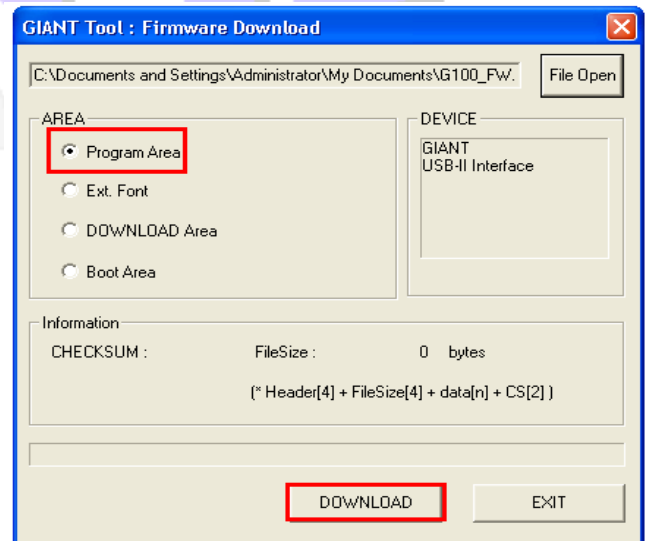 GIANT Tool : Firmware Download
C:\Documents and Settings\Administrator\My Documents\G100_FW.
File Open
AREA
Program Area
Ext. Font
DOWNLOAD Area
Boot Area
DEVICE
GIANT
USB-II Interface
Information
CHECKSUM : FileSize : 0 bytes
(* Header[4] + FileSize[4] + data[n] + CS[2] )
DOWNLOAD EXIT